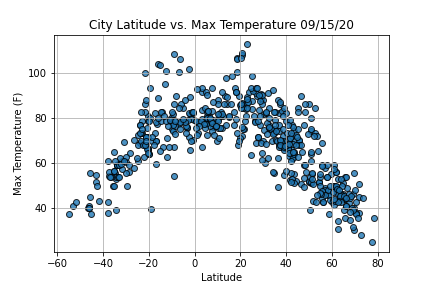 City Latitude vs. Max Temperature 09/15/20
Max Temperature (F)
100
80
60
40
−60 −40 −20 0 20 40 60 80
Latitude